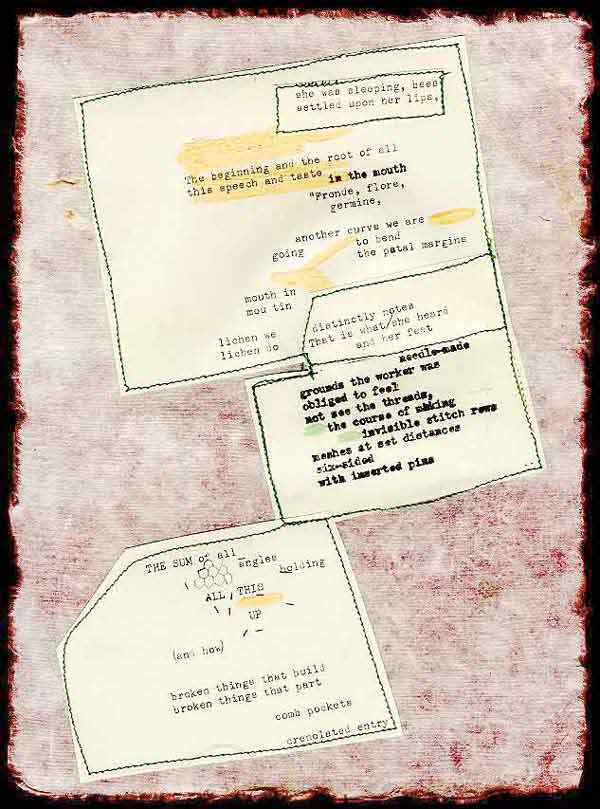 she was sleeping, bees
settled upon her lips,
The beginning and the root of all
this speech and taste in the mouth
"Fronde, flore,
germine,
another curve we are
going to bend
the petal margins
mouth in
mou tin
lichen we
lichen do
distinctly notes
That is what/she heard
and her feet
needle-made
grounds the worker was
obliged to feel
not see the threads,
the course of making
invisible stitch rows
meshes at set distances
six-sided
with inserted pins
THE SUM of all
angles
holding
ALL THIS
UP
(and how)
broken things that build
broken things that part
comb pockets
crenolated entry